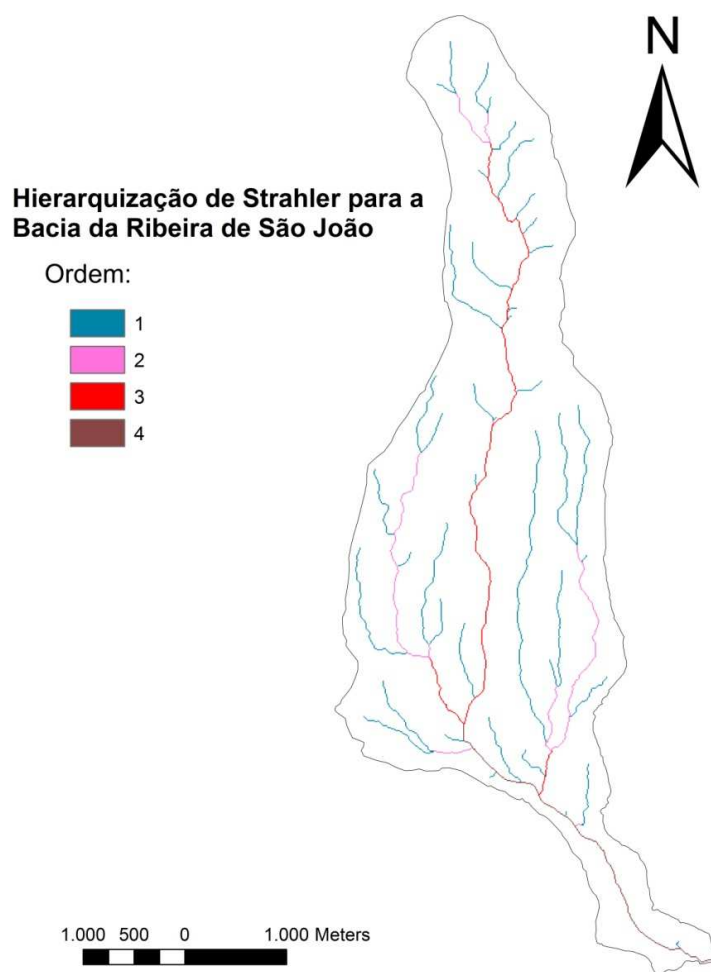 N
Hierarquização de Strahler para a
Bacia da Ribeira de São João
Ordem:
1
2
3
4
1.000 500 0 1.000 Meters